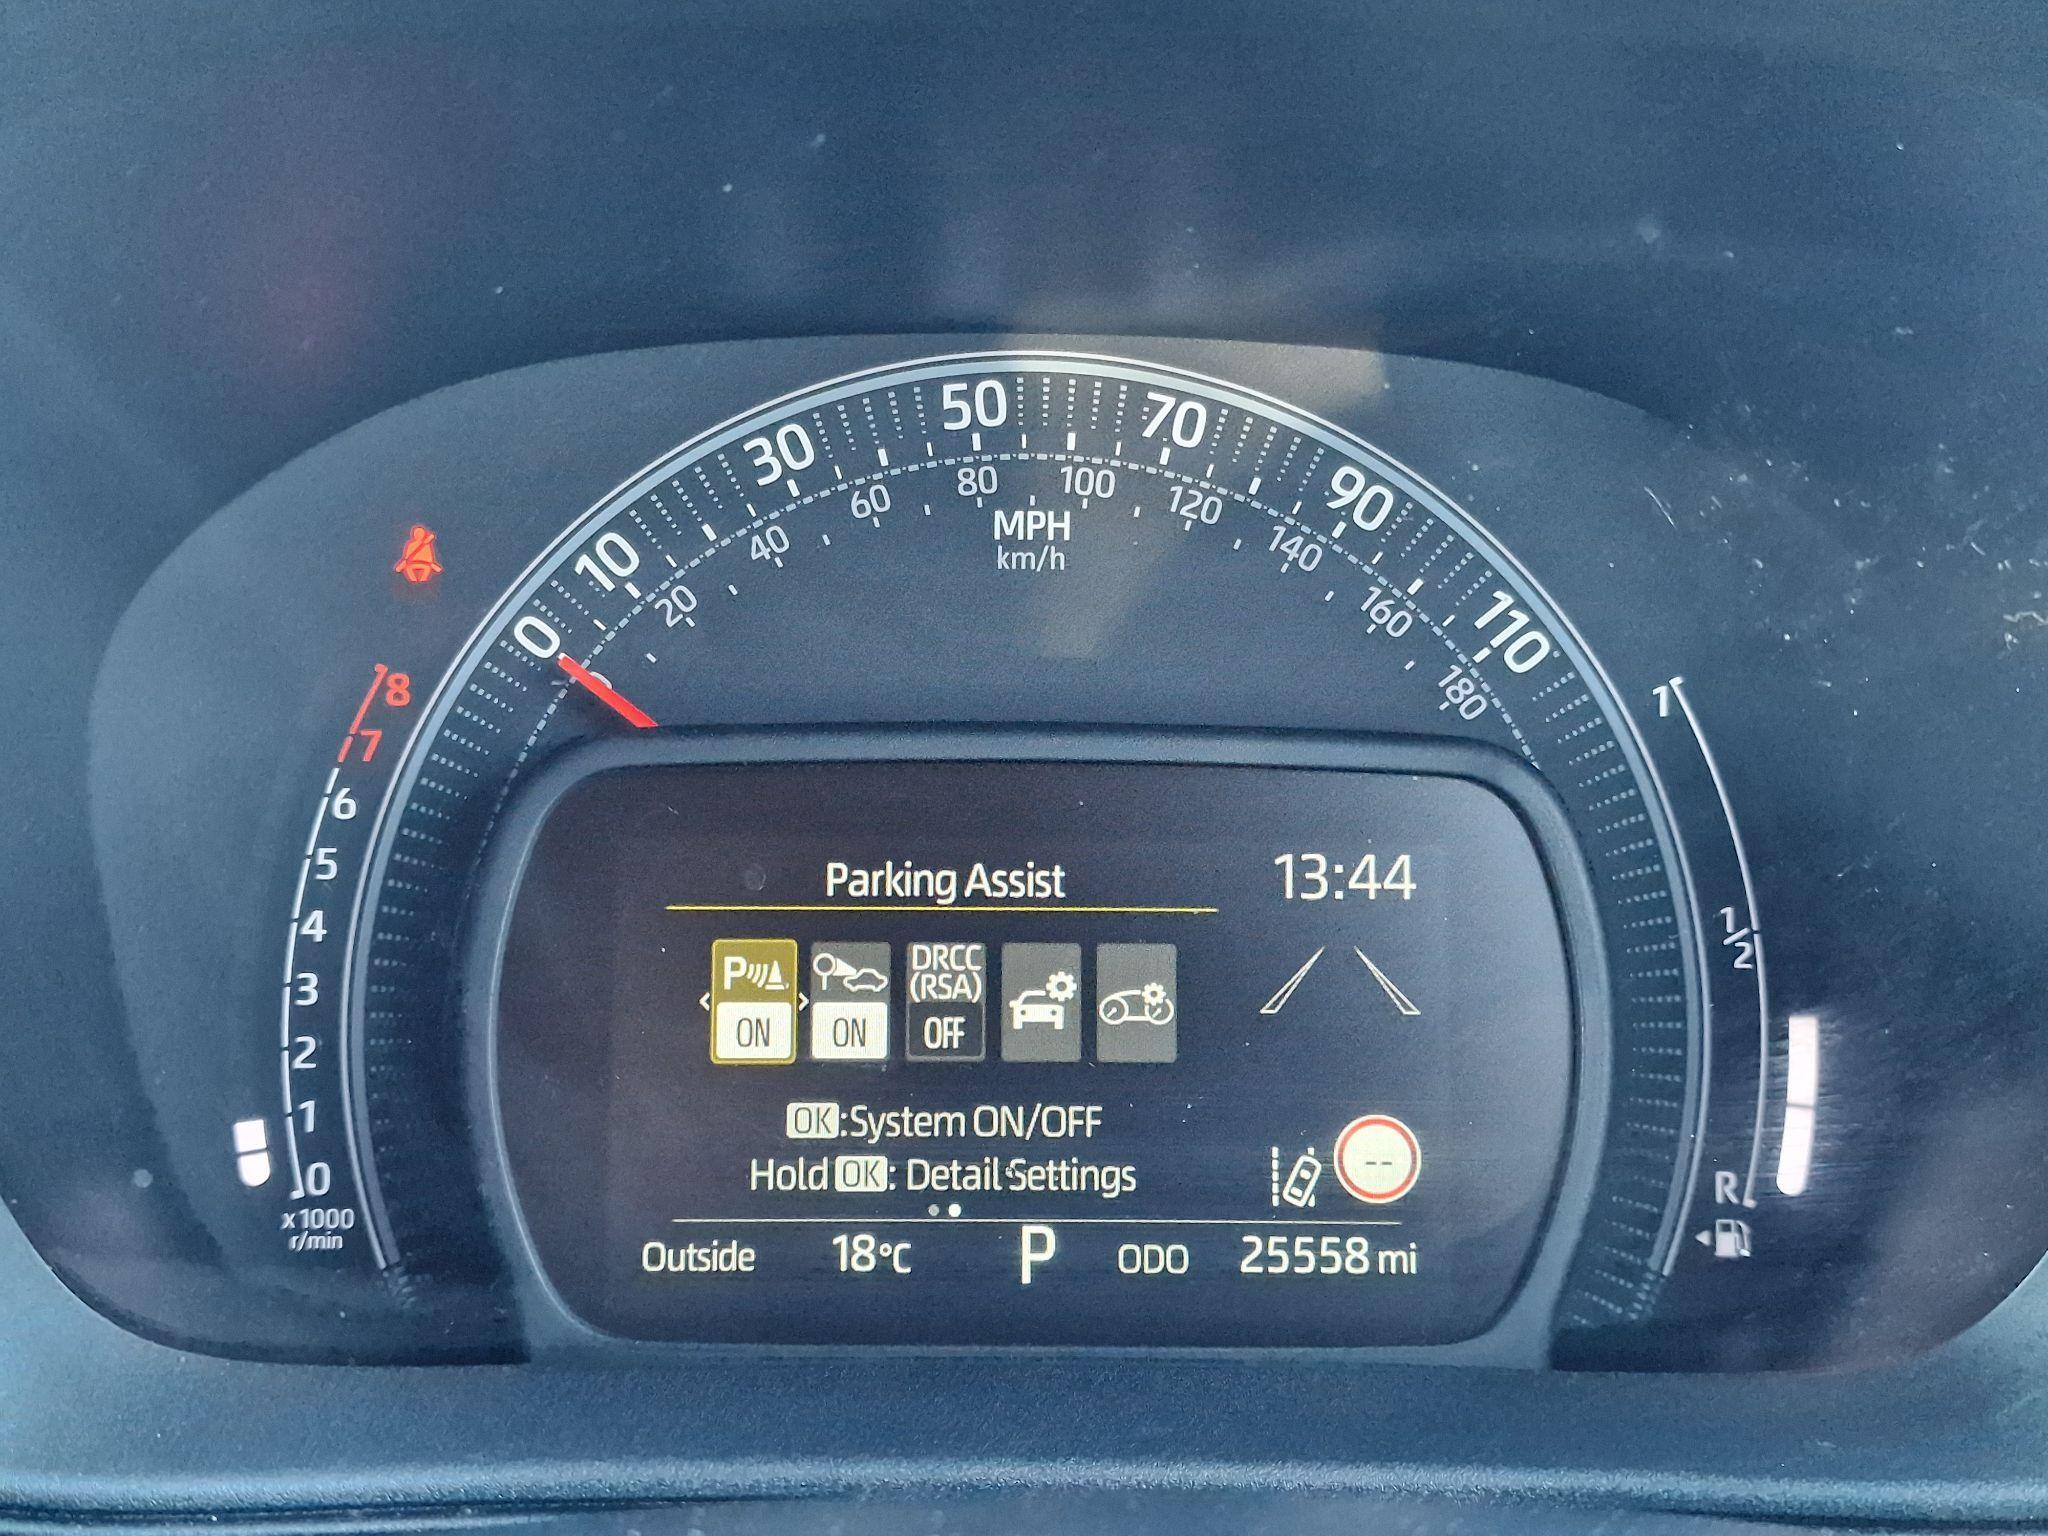 0 10 30 50 70 90 110
0 20 40 60 80 100 120 140 160 180
MPH
km/h
8
7
6
5
4
3
2
1
0
x1000
r/min
1
1/2
R
Parking Assist
13:44
P ON
ON
DRCC
(RSA)
OFF
OK:System ON/OFF
Hold OK: Detail Settings
--
Outside 18°C P ODO 25558 mi